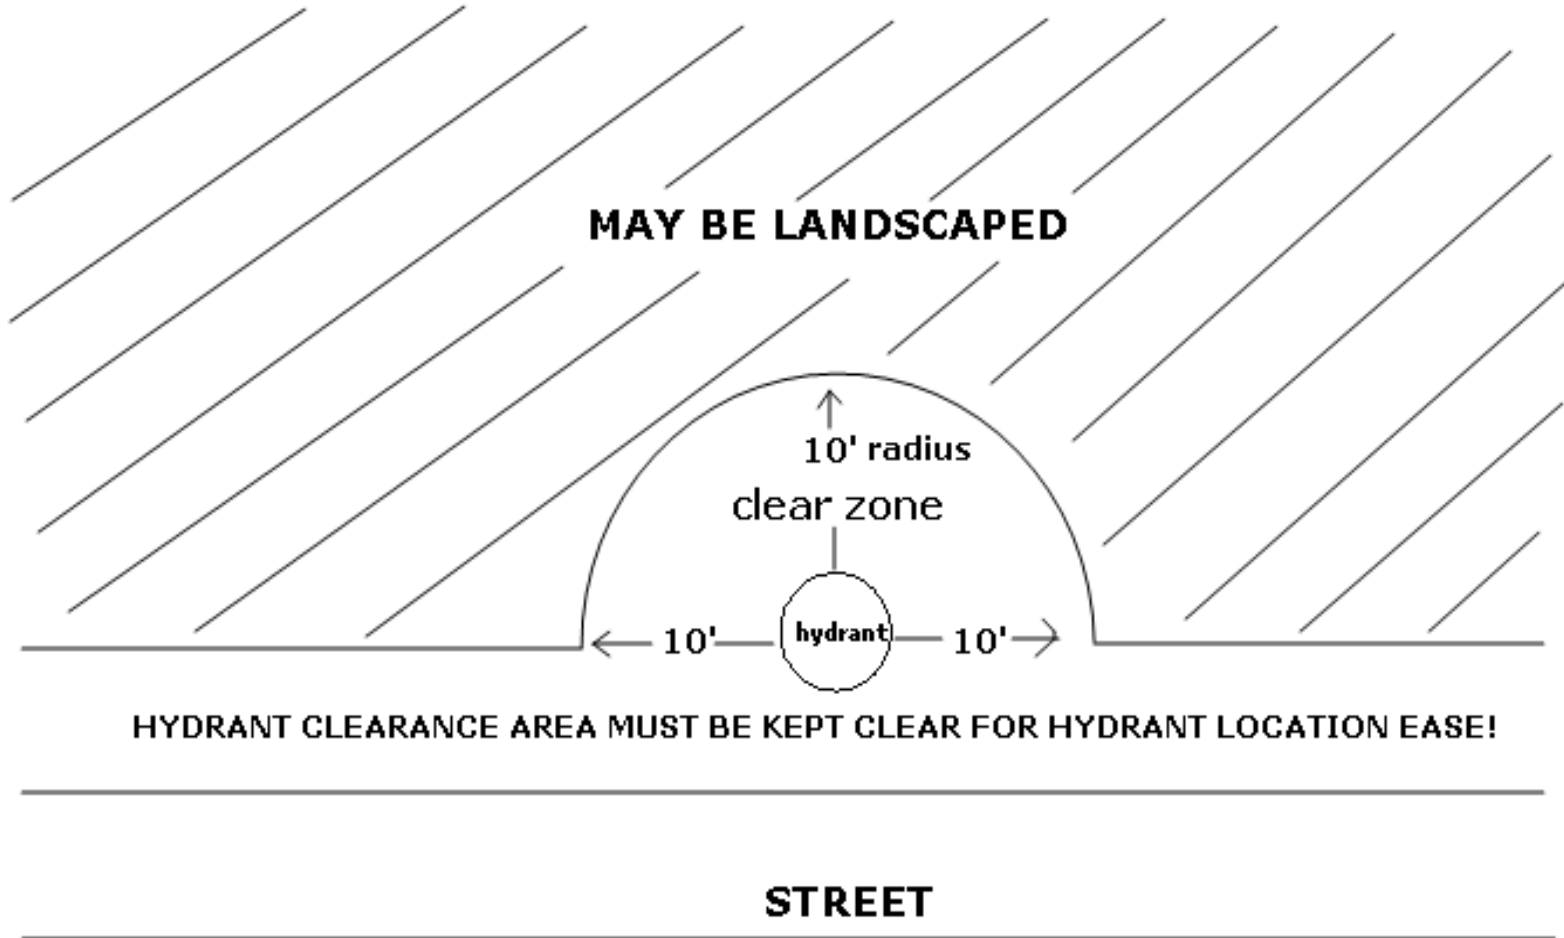 MAY BE LANDSCAPED
10' radius
clear zone
10' hydrant 10'
HYDRANT CLEARANCE AREA MUST BE KEPT CLEAR FOR HYDRANT LOCATION EASE!
STREET